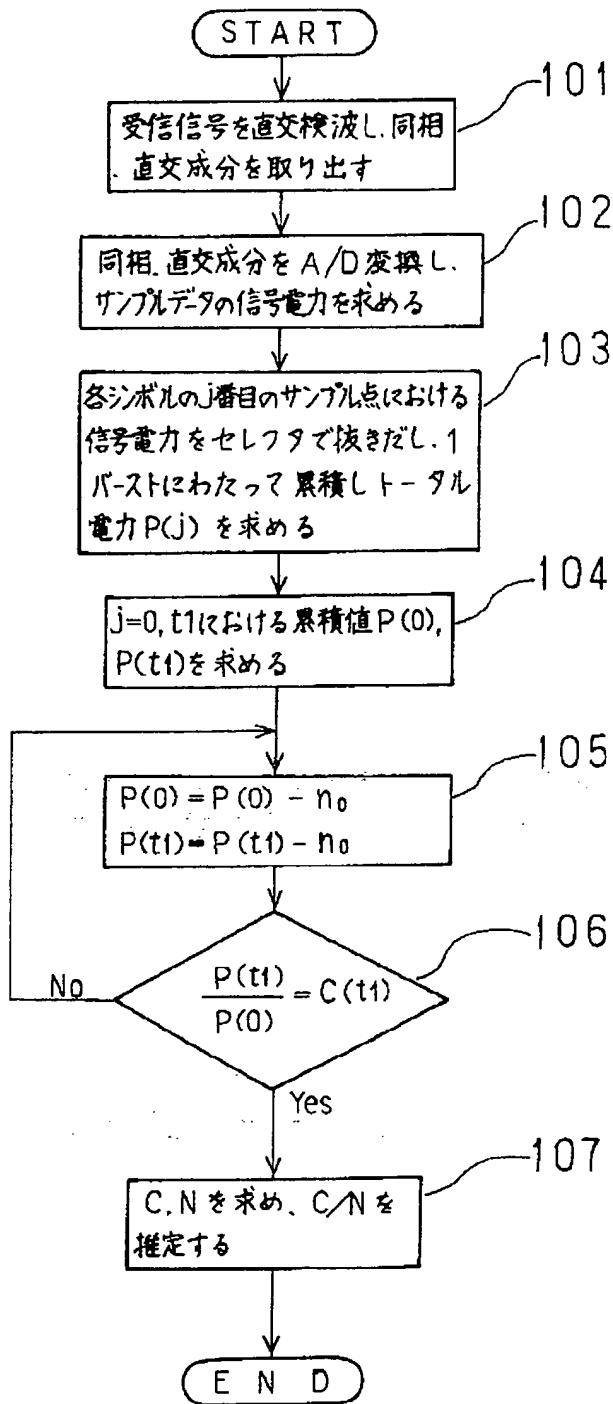 START
101
受信信号を直交検波し、同相
、直交成分を取り出す
102
同相、直交成分をA/D変換し、
サンプルデータの信号電力を求める
103
各シンボルのj番目のサンプル点における
信号電力をセレクタで抜きだし、1
バーストにわたって累積しトータル
電力P(j)を求める
104
j=0,t1における累積値P(0),
P(t1)を求める
105
P(0)=P(0)-n₀
P(t1)=P(t1)-n₀
106
P(t1)
P(0)
=C(t1)
No
Yes
107
C,Nを求め、C/Nを
推定する
END